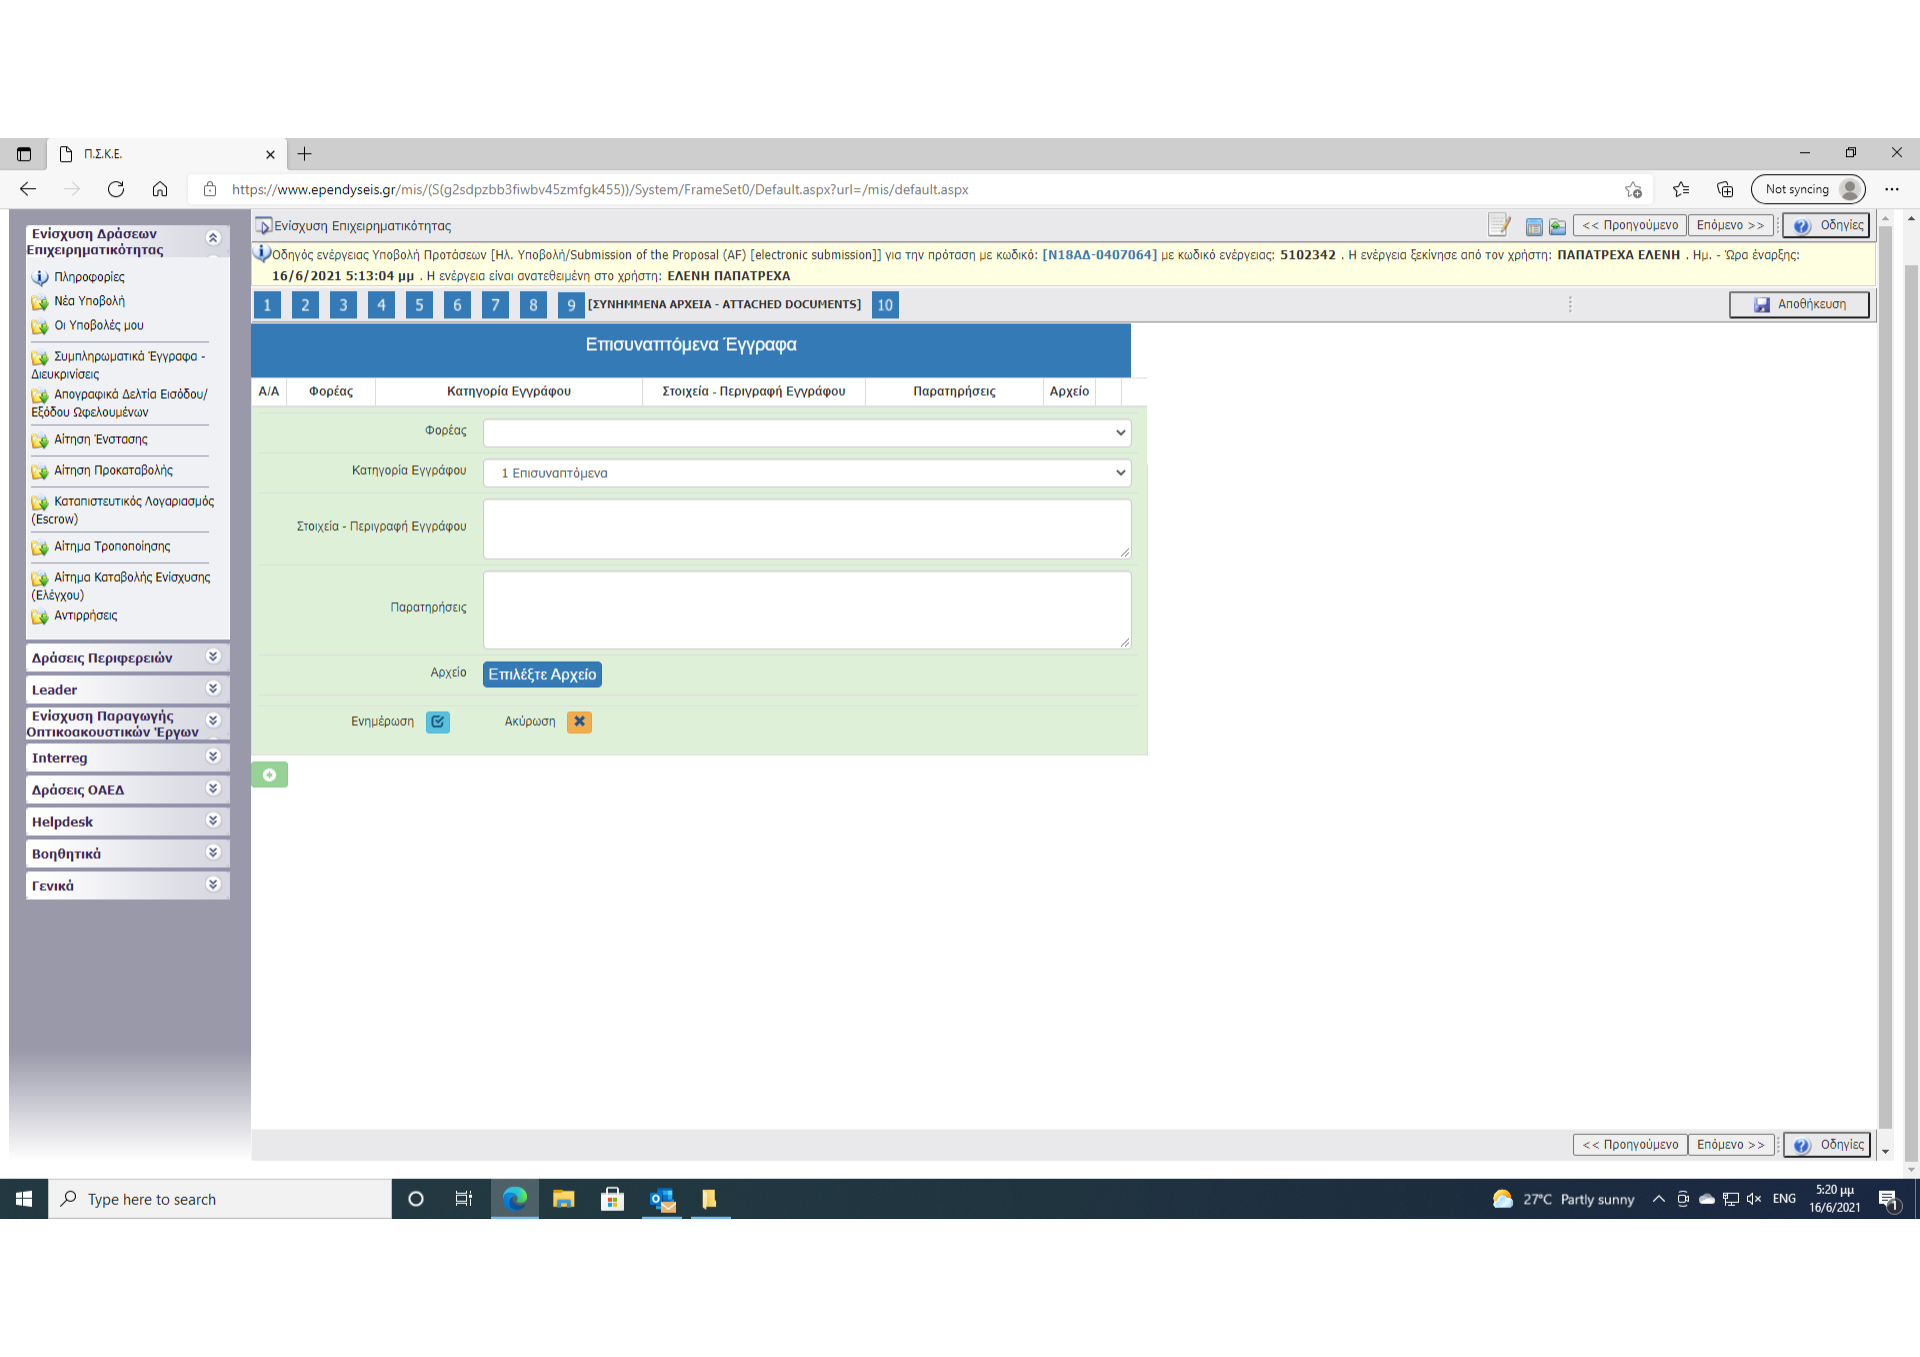 Π.Σ.Κ.Ε.
https://www.ependyseis.gr/mis/(S(g2sdpzbb3fiwbv45zmfgk455))/System/FrameSet0/Default.aspx?url=/mis/default.aspx
Not syncing
Ενίσχυση Δράσεων
Επιχειρηματικότητας
Πληροφορίες
Νέα Υποβολή
Οι Υποβολές μου
Συμπληρωματικά Έγγραφα -
Διευκρινίσεις
Απογραφικά Δελτία Εισόδου/
Εξόδου Ωφελουμένων
Αίτηση Ένστασης
Αίτηση Προκαταβολής
Καταπιστευτικός Λογαριασμός
(Escrow)
Αίτημα Τροποποίησης
Αίτημα Καταβολής Ενίσχυσης
(Ελέγχου)
Αντιρρήσεις
Δράσεις Περιφερειών
Leader
Ενίσχυση Παραγωγής
Οπτικοακουστικών Έργων
Interreg
Δράσεις ΟΑΕΔ
Helpdesk
Βοηθητικά
Γενικά
Ενίσχυση Επιχειρηματικότητας
<< Προηγούμενο Επόμενο >> Οδηγίες
Οδηγός ενέργειας Υποβολή Προτάσεων [Ηλ. Υποβολή/Submission of the Proposal (AF) [electronic submission]] για την πρόταση με κωδικό: [Ν18ΑΔ-0407064] με κωδικό ενέργειας: 5102342 . Η ενέργεια ξεκίνησε από τον χρήστη: ΠΑΠΑΤΡΕΧΑ ΕΛΕΝΗ . Ημ. - Ώρα έναρξης:
16/6/2021 5:13:04 μμ . Η ενέργεια είναι ανατεθειμένη στο χρήστη: ΕΛΕΝΗ ΠΑΠΑΤΡΕΧΑ
1 2 3 4 5 6 7 8 9 [ΣΥΝΗΜΜΕΝΑ ΑΡΧΕΙΑ - ATTACHED DOCUMENTS] 10
Αποθήκευση
Επισυναπτόμενα Έγγραφα
Α/Α Φορέας Κατηγορία Εγγράφου Στοιχεία - Περιγραφή Εγγράφου Παρατηρήσεις Αρχείο
Φορέας
Κατηγορία Εγγράφου 1 Επισυναπτόμενα
Στοιχεία - Περιγραφή Εγγράφου
Παρατηρήσεις
Αρχείο Επιλέξτε Αρχείο
Ενημέρωση Ακύρωση
<< Προηγούμενο Επόμενο >> Οδηγίες
Type here to search
27°C Partly sunny
ENG
5:20 μμ
16/6/2021
1